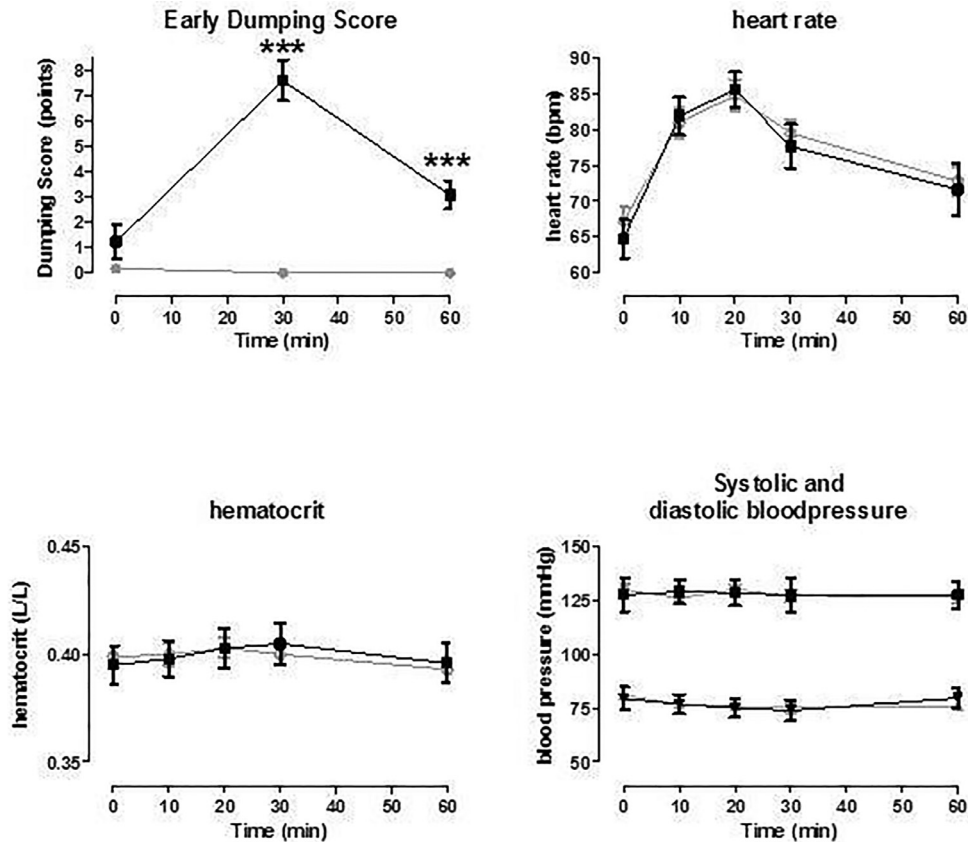 Early Dumping Score
***
***
Dumping Score (points)
8
7
6
5
4
3
2
1
0
0 10 20 30 40 50 60
Time (min)
heart rate
heart rate (bpm)
90
85
80
75
70
65
60
0 10 20 30 40 50 60
Time (min)
hematocrit
hematocrit (L/L)
0.45
0.40
0.35
0 10 20 30 40 50 60
Time (min)
Systolic and
diastolic bloodpressure
blood pressure (mmHg)
150
125
100
75
50
0 10 20 30 40 50 60
Time (min)